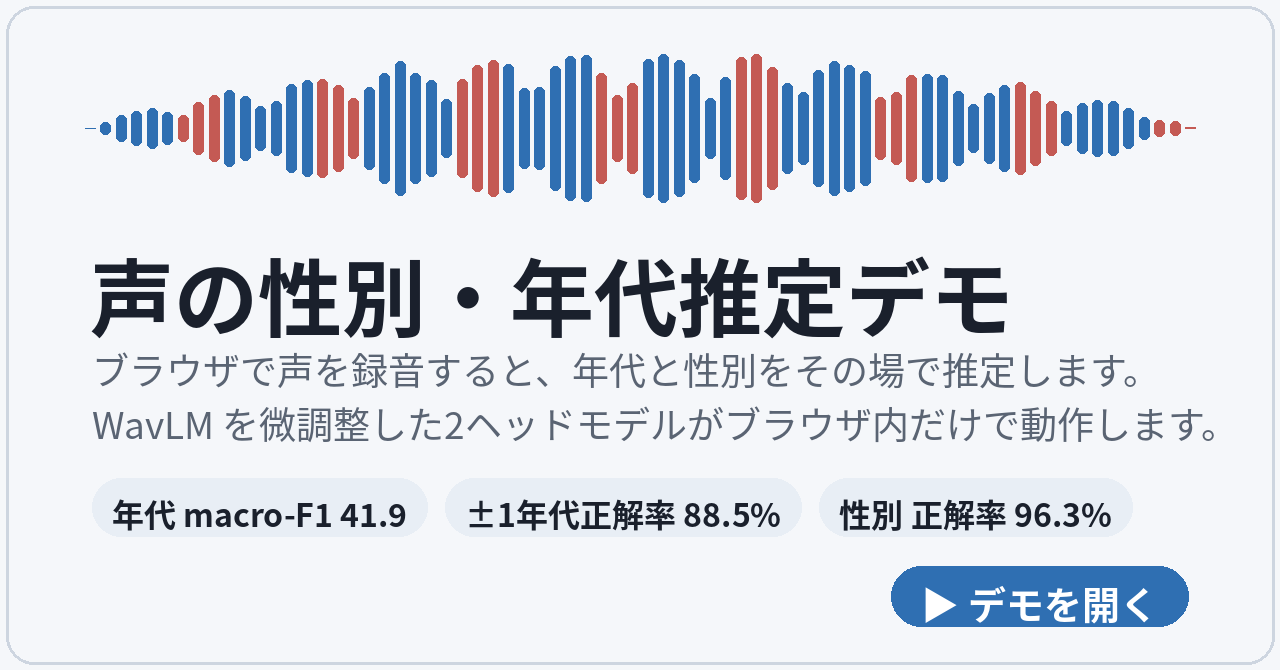 声の性別・年代推定デモ
ブラウザで声を録音すると、年代と性別をその場で推定します。
WavLM を微調整した2ヘッドモデルがブラウザ内だけで動作します。
年代 macro-F1 41.9
±1年代正解率 88.5%
性別 正解率 96.3%
▶ デモを開く